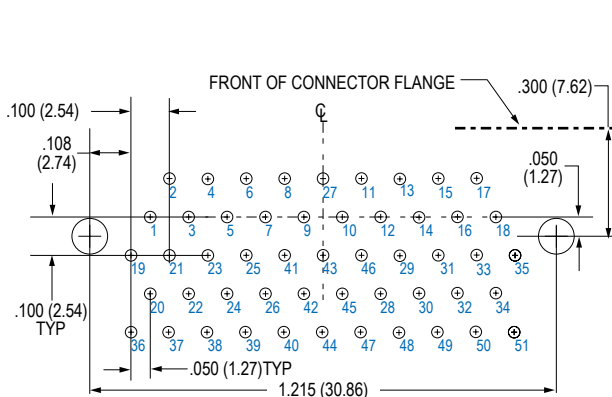 FRONT OF CONNECTOR FLANGE
.300 (7.62)
.100 (2.54)
℄
.108
(2.74)
.050
(1.27)
2 4 6 8 27 11 13 15 17
1 3 5 7 9 10 12 14 16 18
19 21 23 25 41 43 46 29 31 33 35
.100 (2.54)
TYP
20 22 24 26 42 45 28 30 32 34
36 37 38 39 40 44 47 48 49 50 51
.050 (1.27)TYP
1.215 (30.86)